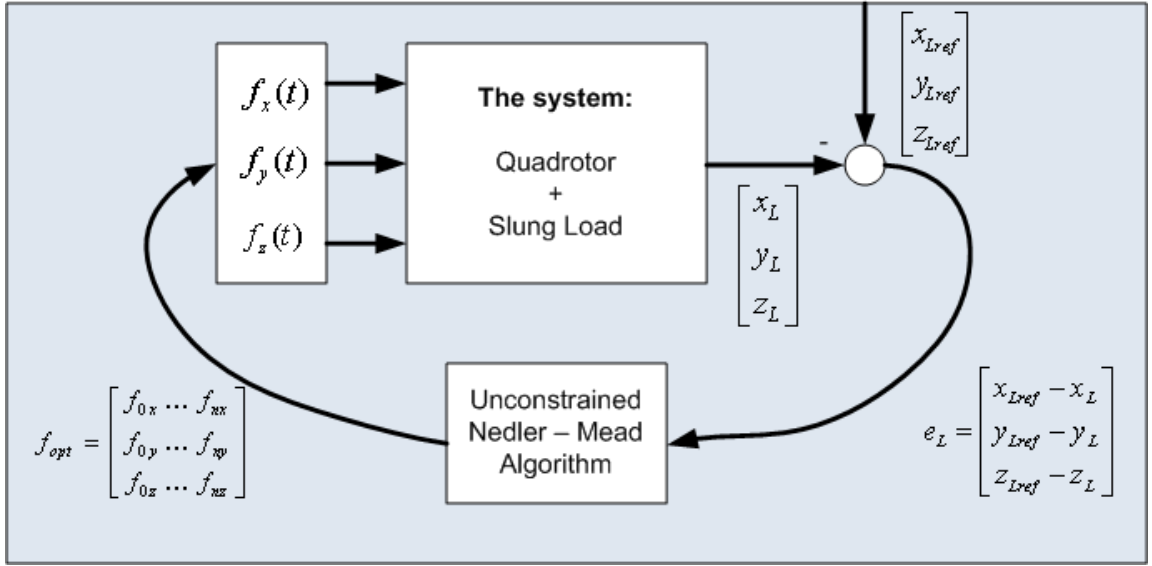 f_x(t)
f_y(t)
f_z(t)
The system:
Quadrotor
+
Slung Load
-
[x_Lref
y_Lref
z_Lref]
[x_L
y_L
z_L]
Unconstrained
Nedler – Mead
Algorithm
f_opt = [f_0x … f_nx
f_0y … f_ny
f_0z … f_nz]
e_L = [x_Lref − x_L
y_Lref − y_L
z_Lref − z_L]